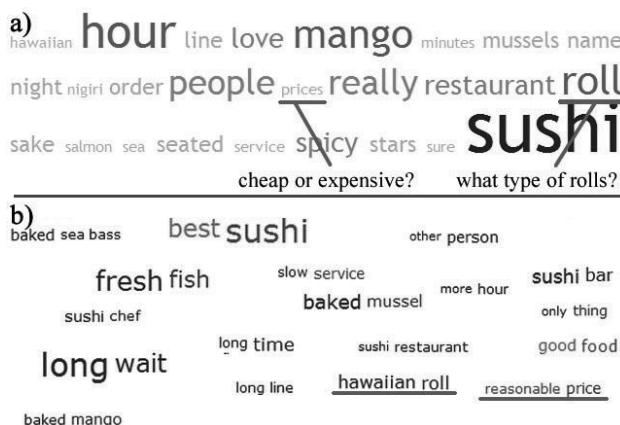 a)
hawaiian hour line love mango minutes mussels name
night nigiri order people prices really restaurant roll
sake salmon sea seated service spicy stars sure sushi
cheap or expensive? what type of rolls?
b)
baked sea bass best sushi other person
fresh fish slow service sushi bar
baked mussel more hour
sushi chef only thing
long wait long time sushi restaurant good food
long line hawaiian roll reasonable price
baked mango